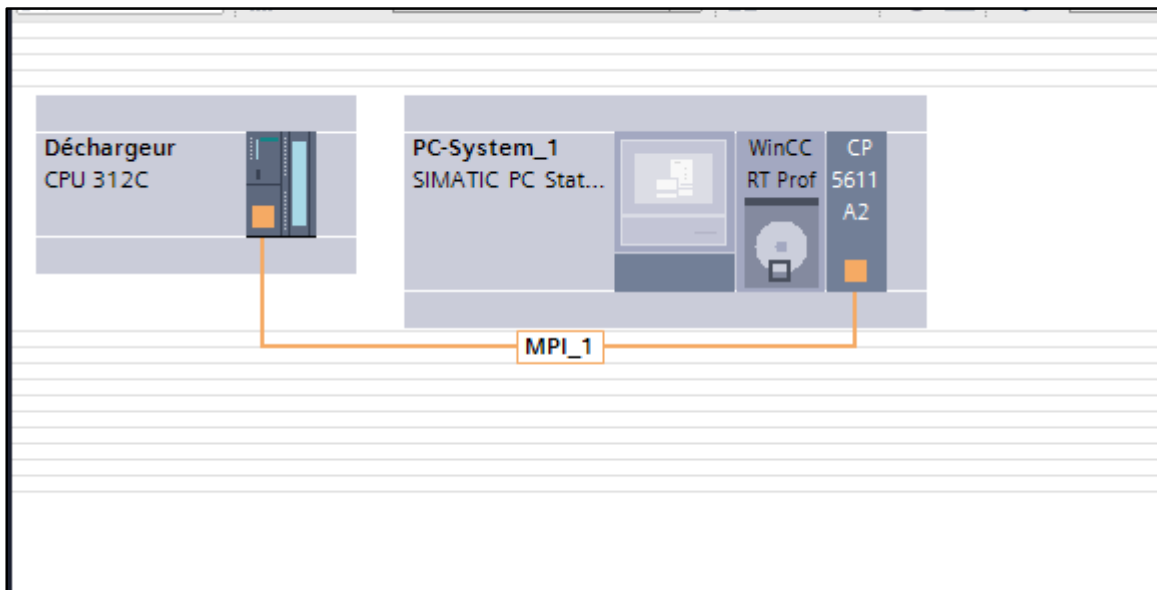 Déchargeur
CPU 312C
PC-System_1
SIMATIC PC Stat...
WinCC
RT Prof
CP
5611
A2
MPI_1